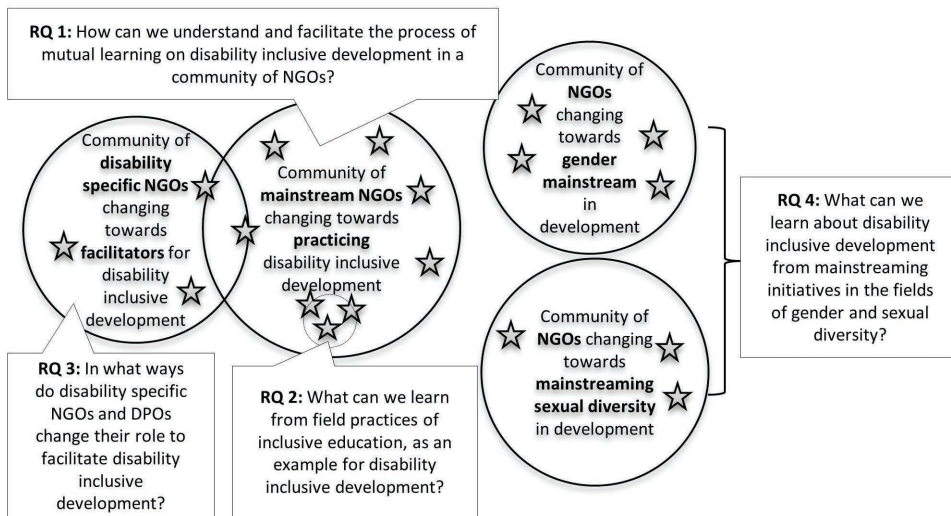 RQ 1: How can we understand and facilitate the process of
mutual learning on disability inclusive development in a
community of NGOs?
Community of
disability
specific NGOs
changing
towards
facilitators for
disability
inclusive
development
Community of
mainstream NGOs
changing towards
practicing
disability inclusive
development
Community of
NGOs
changing
towards
gender
mainstream
in
development
Community of
NGOs changing
towards
mainstreaming
sexual diversity
in development
RQ 4: What can we
learn about disability
inclusive development
from mainstreaming
initiatives in the fields
of gender and sexual
diversity?
RQ 3: In what ways
do disability specific
NGOs and DPOs
change their role to
facilitate disability
inclusive
development?
RQ 2: What can we learn
from field practices of
inclusive education, as an
example for disability
inclusive development?